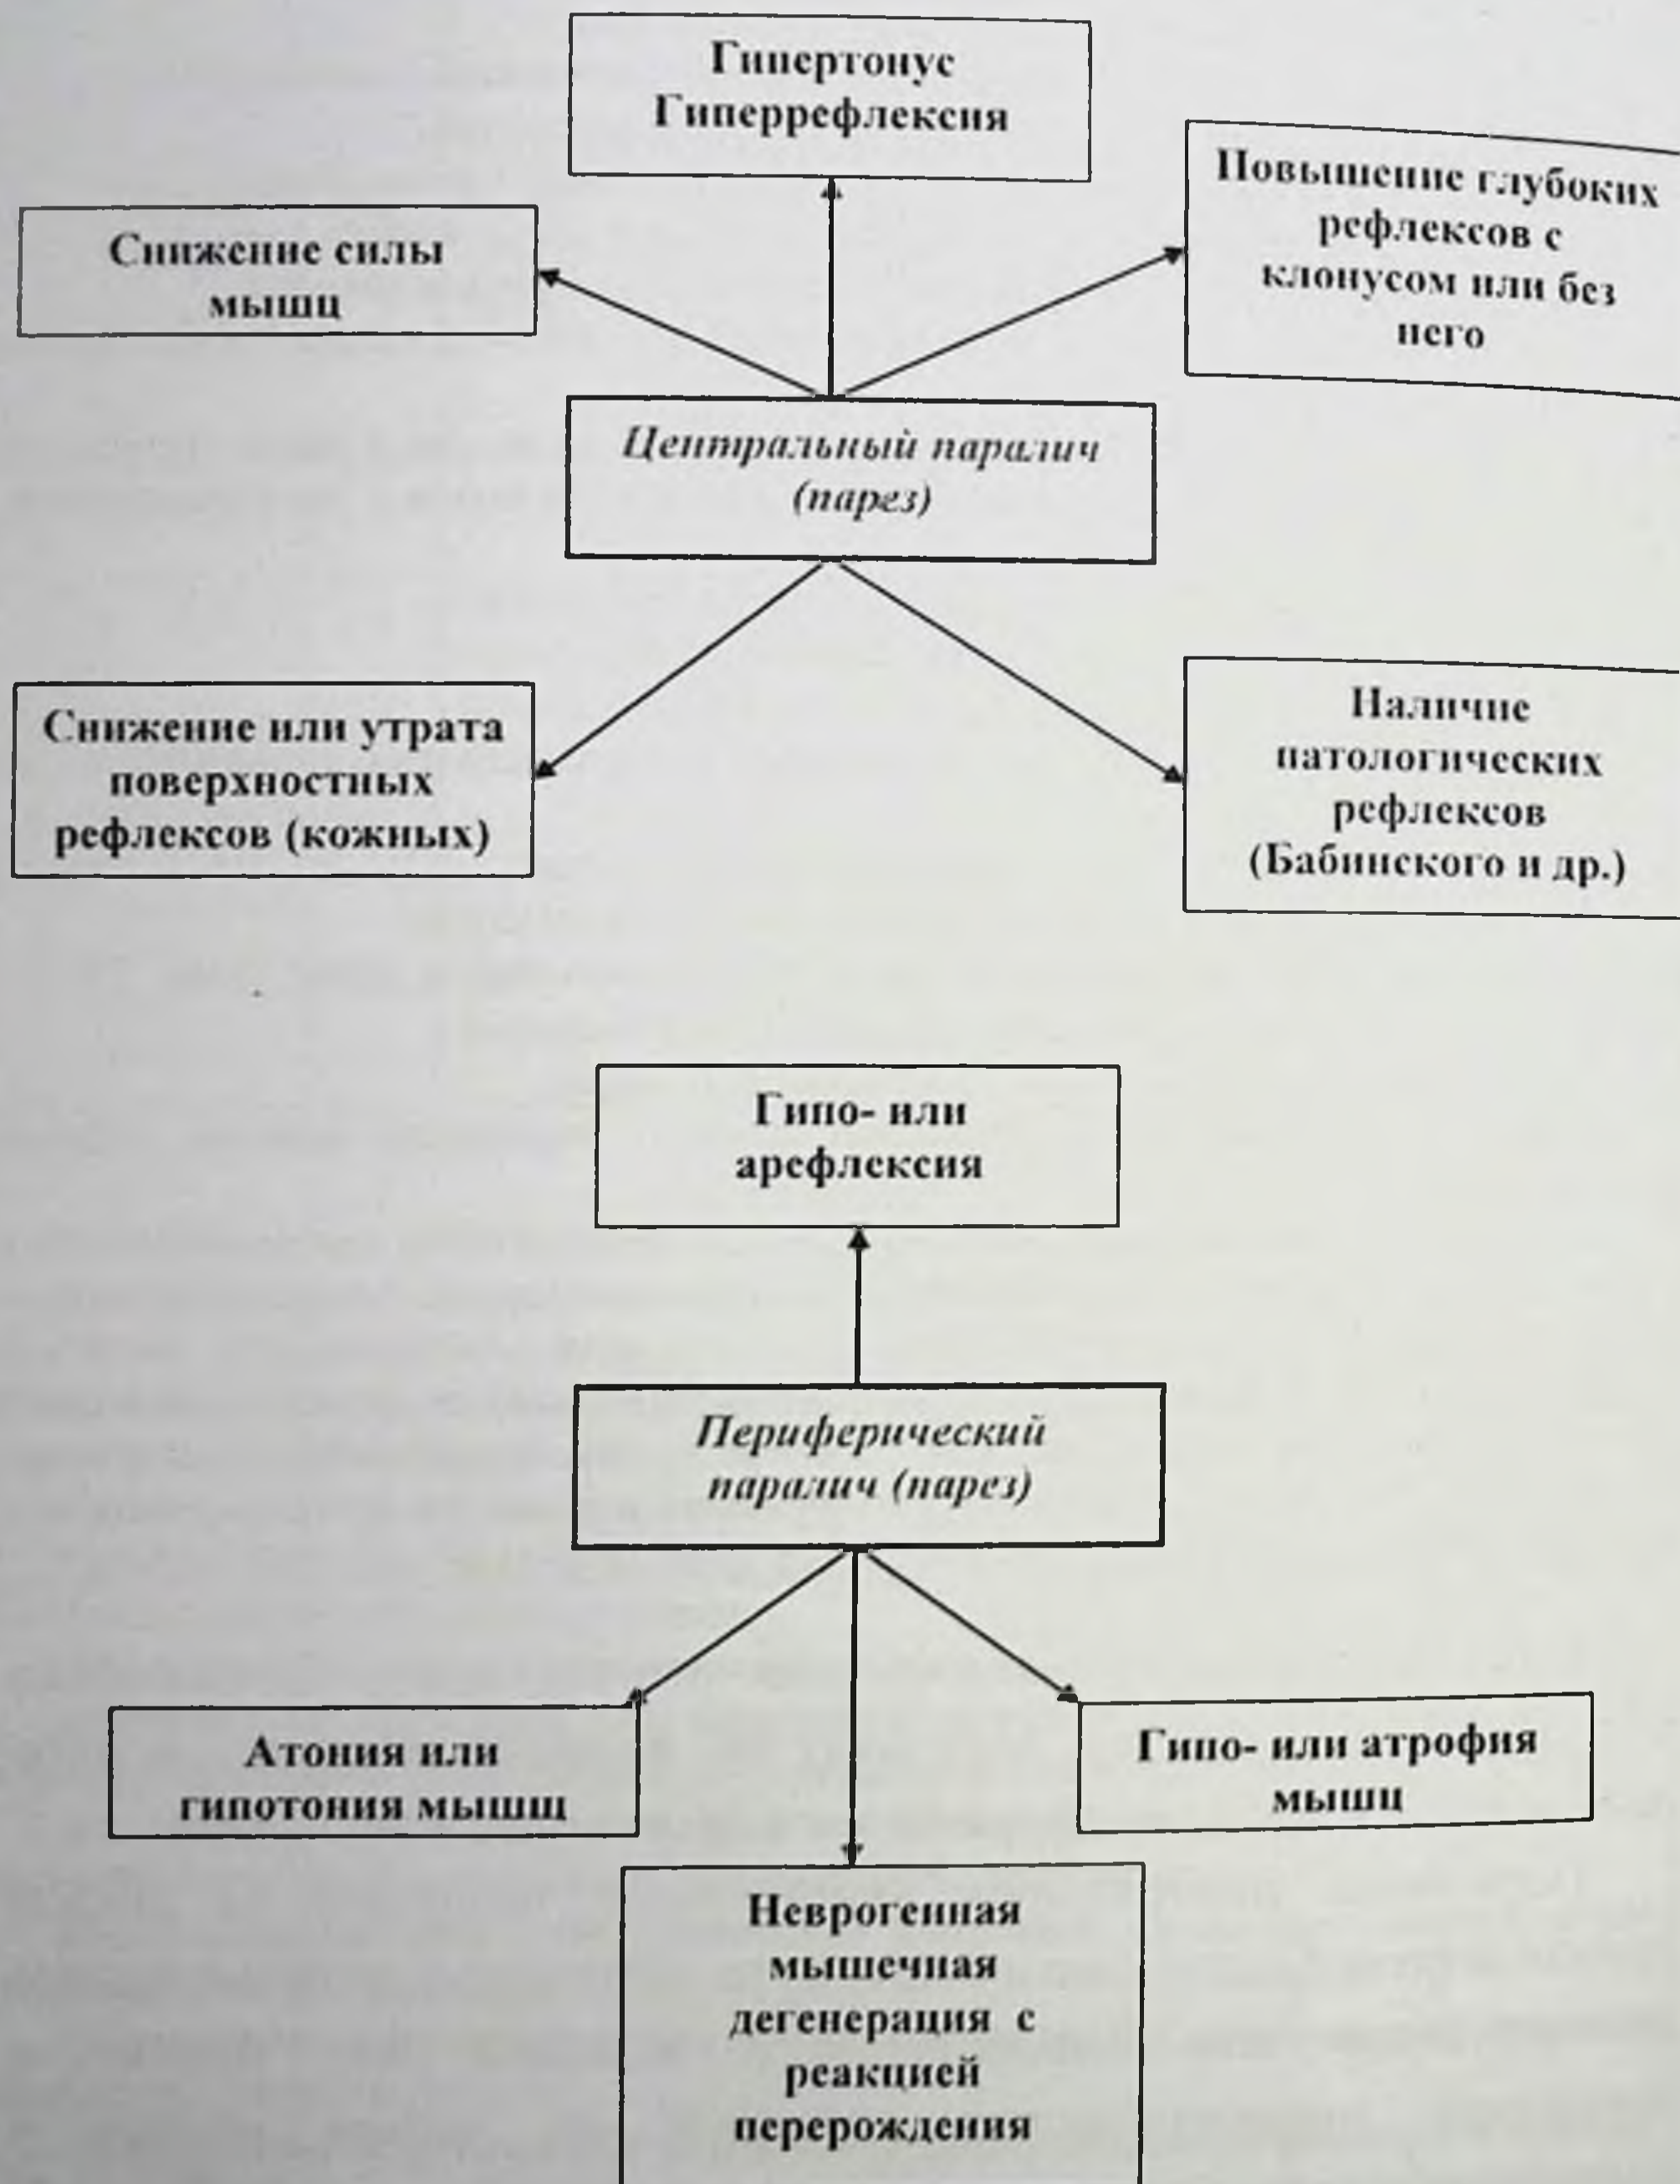 Гипертонус
Гиперрефлексия
Повышение глубоких
рефлексов с
клонусом или без
него
Снижение силы
мышц
Центральный паралич
(парез)
Снижение или утрата
поверхностных
рефлексов (кожных)
Наличие
патологических
рефлексов
(Бабинского и др.)
Гипо- или
арефлексия
Периферический
паралич (парез)
Атония или
гипотония мышщ
Гипо- или атрофия
мышц
Неврогенная
мышечная
дегенерация с
реакцией
перерождения